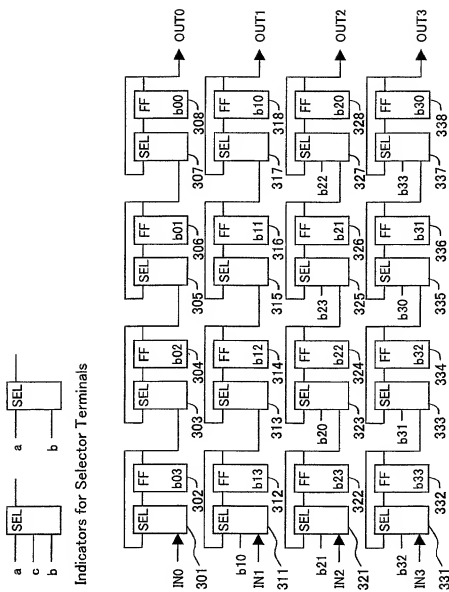 a SEL
c
b
a SEL
b
Indicators for Selector Terminals
SEL FF SEL FF SEL FF SEL FF OUT0
b03 b02 b01 b00
IN0
301 302 303 304 305 306 307 308
SEL FF SEL FF SEL FF SEL FF OUT1
b10 b13 b12 b11 b10
IN1
311 312 313 314 315 316 317 318
SEL FF SEL FF SEL FF SEL FF OUT2
b21 b23 b20 b22 b23 b21 b22 b20
IN2
321 322 323 324 325 326 327 328
SEL FF SEL FF SEL FF SEL FF OUT3
b32 b33 b31 b32 b30 b31 b33 b30
IN3
331 332 333 334 335 336 337 338